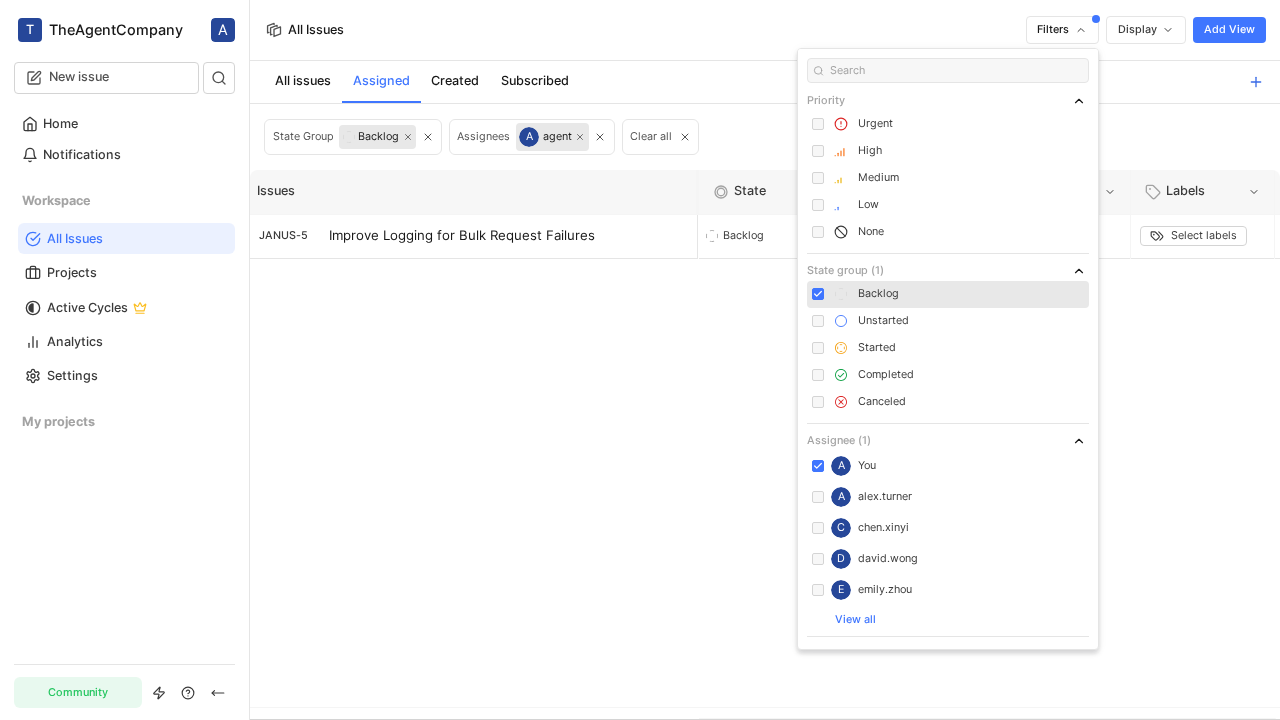 T TheAgentCompany A
New issue
Home
Notifications
Workspace
All Issues
Projects
Active Cycles
Analytics
Settings
My projects
Community
All Issues
Filters
Display
Add View
All issues Assigned Created Subscribed
State Group Backlog
Assignees A agent
Clear all
Issues State Labels
JANUS-5 Improve Logging for Bulk Request Failures Backlog Select labels
Search
Priority
Urgent
High
Medium
Low
None
State group (1)
Backlog
Unstarted
Started
Completed
Canceled
Assignee (1)
A You
A alex.turner
C chen.xinyi
D david.wong
E emily.zhou
View all